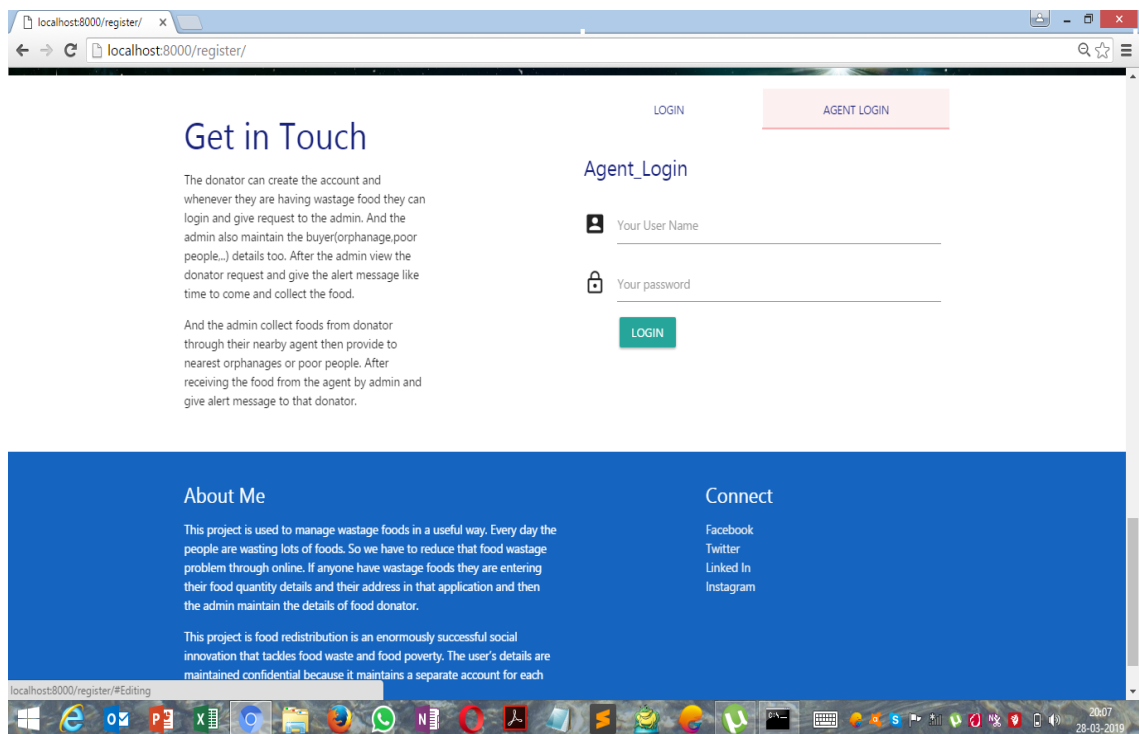 localhost:8000/register/
localhost:8000/register/
LOGIN
AGENT LOGIN
Get in Touch
The donator can create the account and
whenever they are having wastage food they can
login and give request to the admin. And the
admin also maintain the buyer(orphanage,poor
people,..) details too. After the admin view the
donator request and give the alert message like
time to come and collect the food.
And the admin collect foods from donator
through their nearby agent then provide to
nearest orphanages or poor people. After
receiving the food from the agent by admin and
give alert message to that donator.
Agent_Login
Your User Name
Your password
LOGIN
About Me
This project is used to manage wastage foods in a useful way. Every day the
people are wasting lots of foods. So we have to reduce that food wastage
problem through online. If anyone have wastage foods they are entering
their food quantity details and their address in that application and then
the admin maintain the details of food donator.
This project is food redistribution is an enormously successful social
innovation that tackles food waste and food poverty. The user's details are
maintained confidential because it maintains a separate account for each
Connect
Facebook
Twitter
Linked In
Instagram
localhost:8000/register/#Editing
20:07
28-03-2019